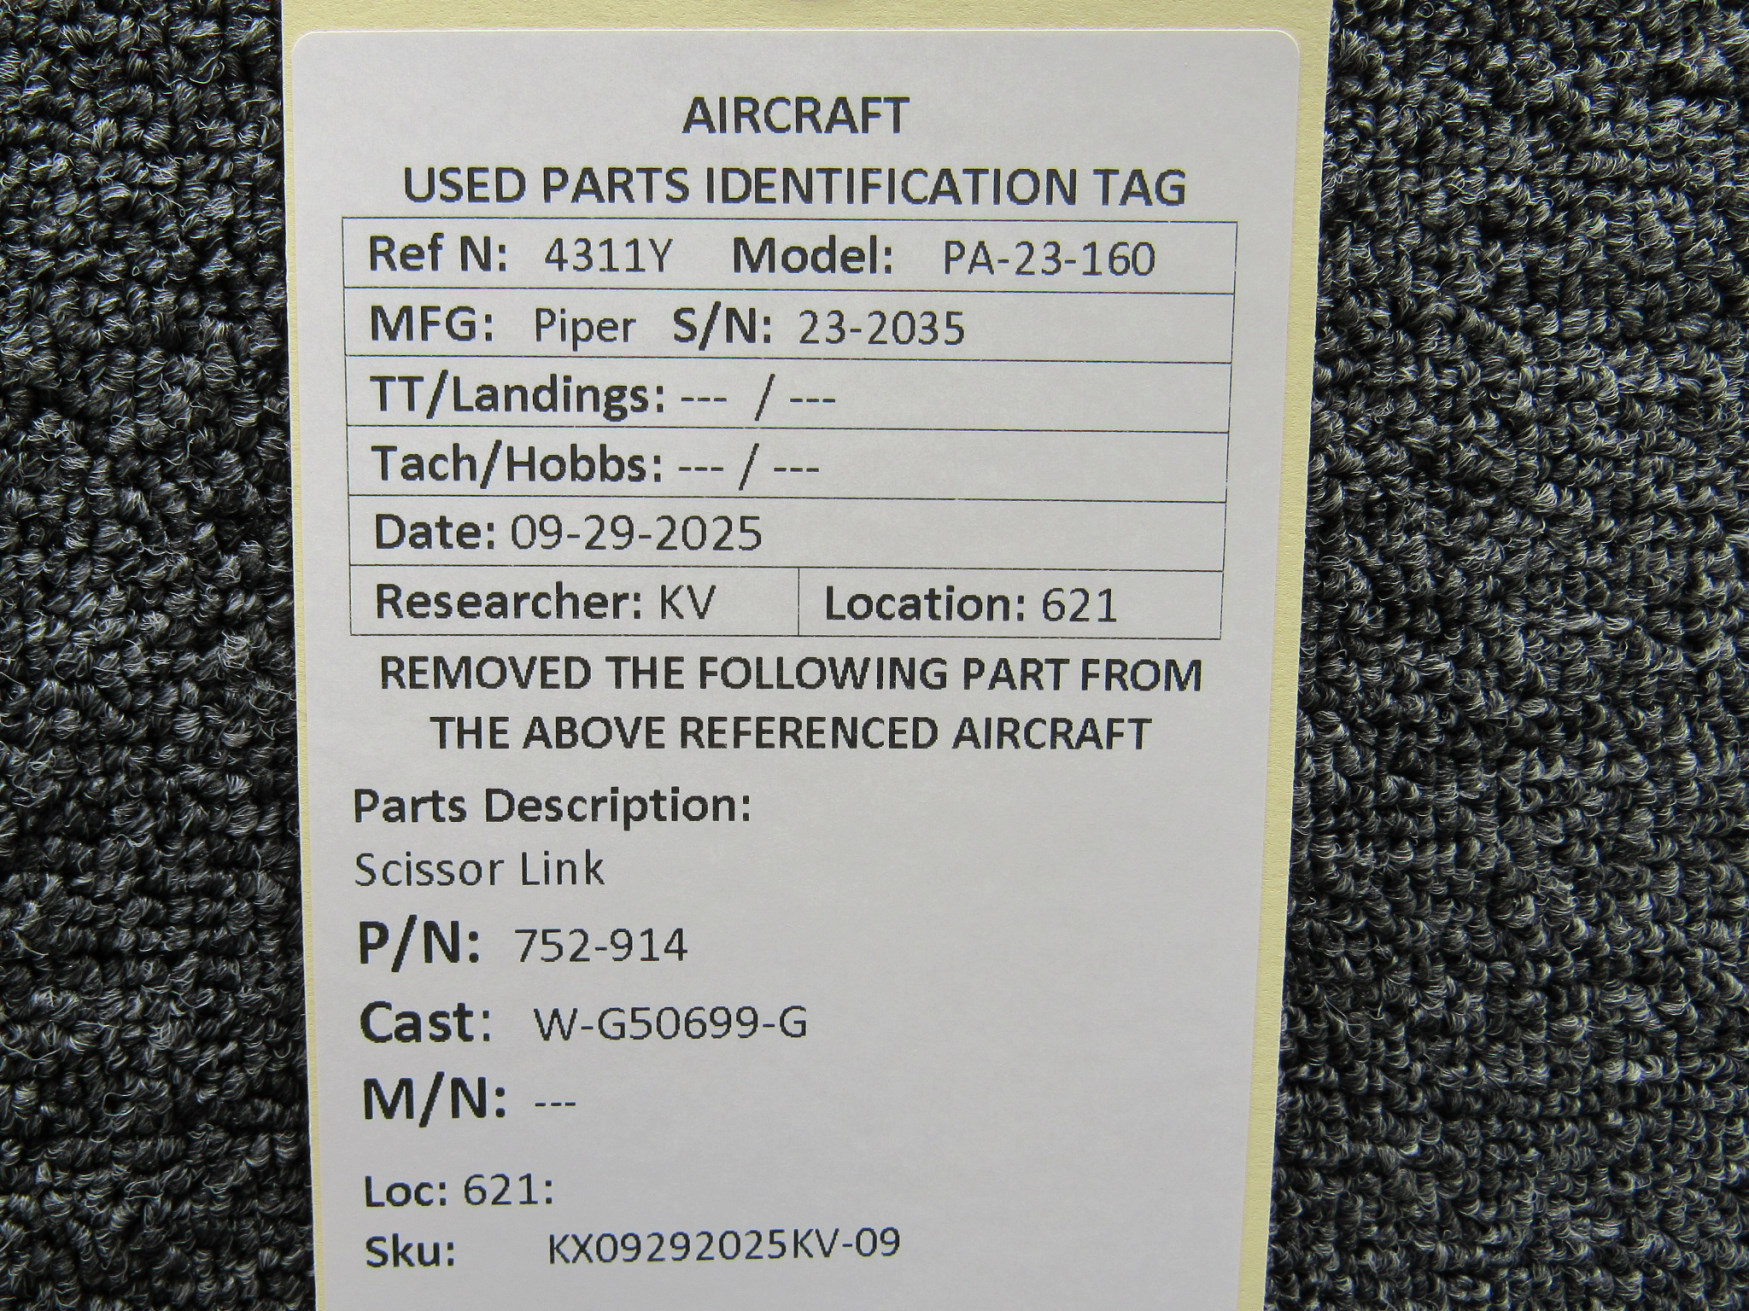 AIRCRAFT
USED PARTS IDENTIFICATION TAG
Ref N: 4311Y Model: PA-23-160
MFG: Piper S/N: 23-2035
TT/Landings: --- / ---
Tach/Hobbs: --- / ---
Date: 09-29-2025
Researcher: KV Location: 621
REMOVED THE FOLLOWING PART FROM
THE ABOVE REFERENCED AIRCRAFT
Parts Description:
Scissor Link
P/N: 752-914
Cast: W-G50699-G
M/N: ---
Loc: 621:
Sku: KX09292025KV-09